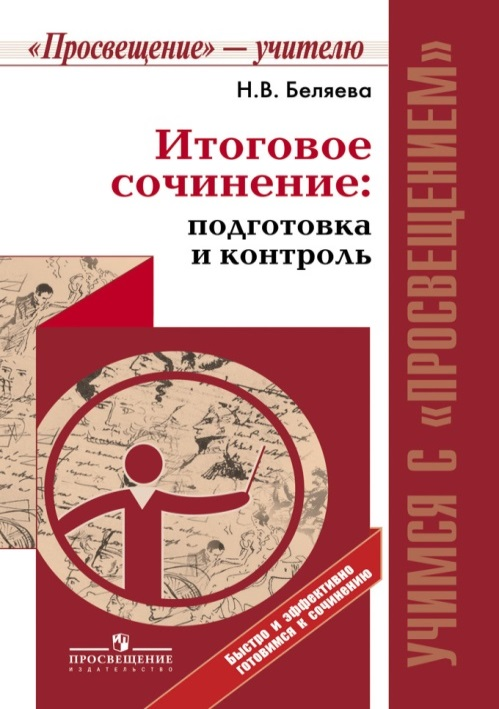 «Просвещение» — учителю
Н.В. Беляева
Итоговое
сочинение:
подготовка
и контроль
УЧИМСЯ С «ПРОСВЕЩЕНИЕМ»
Быстро и эффективно
готовимся к сочинению
ПРОСВЕЩЕНИЕ
ИЗДАТЕЛЬСТВО